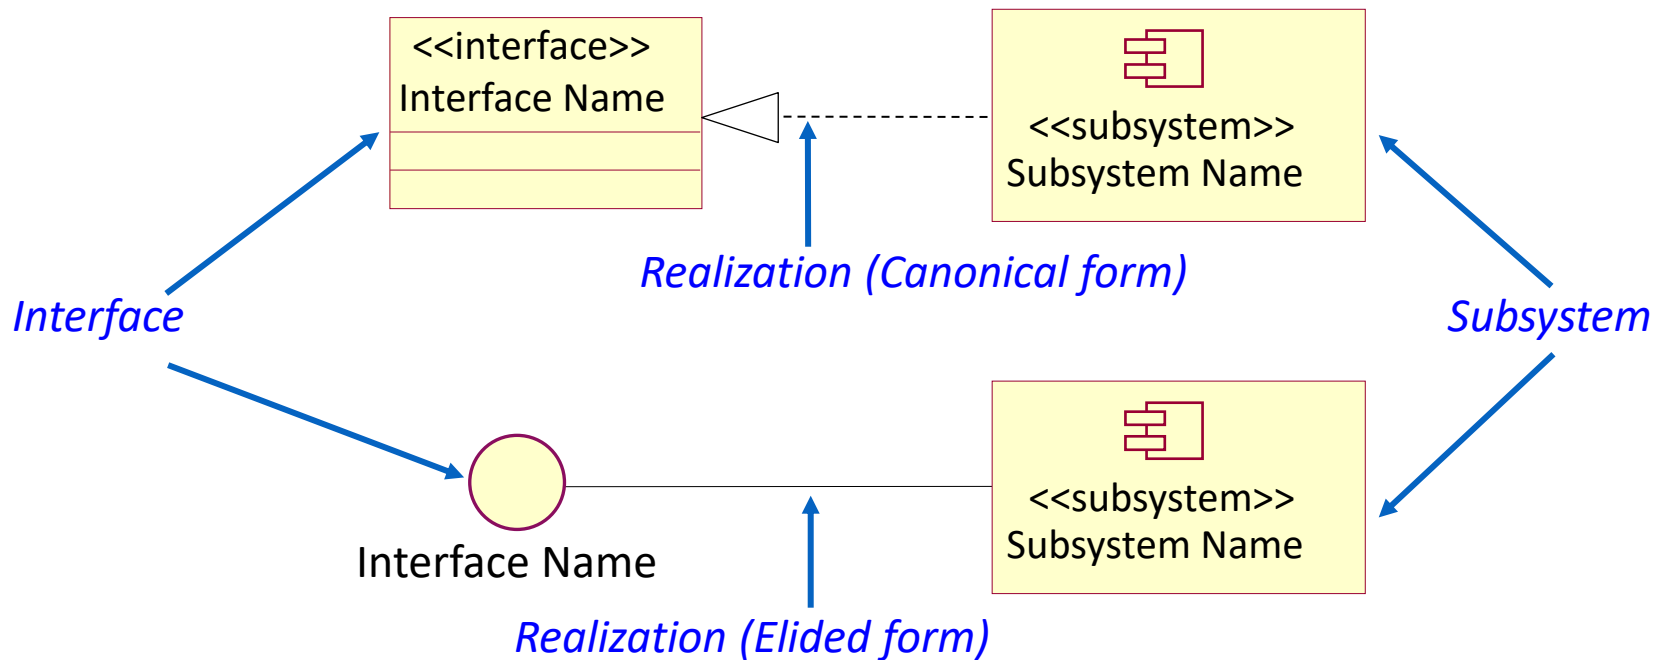 <<interface>>
Interface Name
<<subsystem>>
Subsystem Name
Realization (Canonical form)
Interface
Subsystem
<<subsystem>>
Subsystem Name
Interface Name
Realization (Elided form)